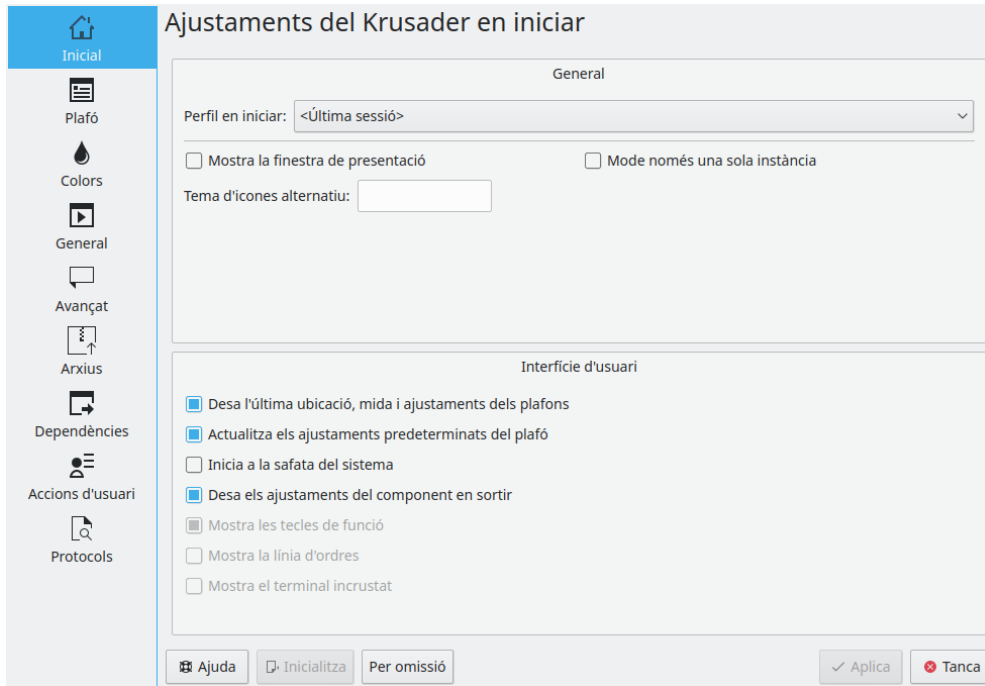 Ajustaments del Krusader en iniciar
Inicial
Plafó
Colors
General
Avançat
Arxius
Dependències
Accions d'usuari
Protocols
General
Perfil en iniciar: <Última sessió>
Mostra la finestra de presentació
Mode només una sola instància
Tema d'icones alternatiu:
Interfície d'usuari
Desa l'última ubicació, mida i ajustaments dels plafons
Actualitza els ajustaments predeterminats del plafó
Inicia a la safata del sistema
Desa els ajustaments del component en sortir
Mostra les tecles de funció
Mostra la línia d'ordres
Mostra el terminal incrustat
Ajuda
Inicialitza
Per omissió
Aplica
Tanca